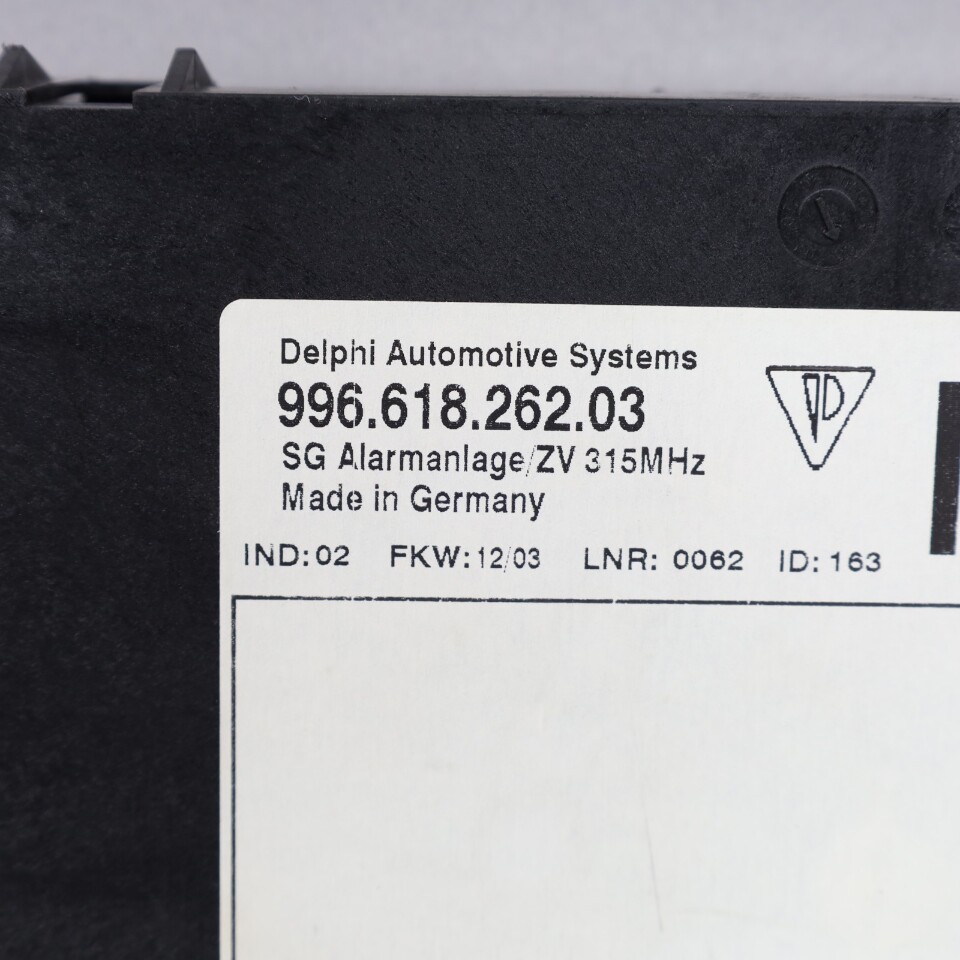 Delphi Automotive Systems
996.618.262.03
SG Alarmanlage/ZV 315MHz
Made in Germany
IND:02 FKW:12/03 LNR: 0062 ID: 163